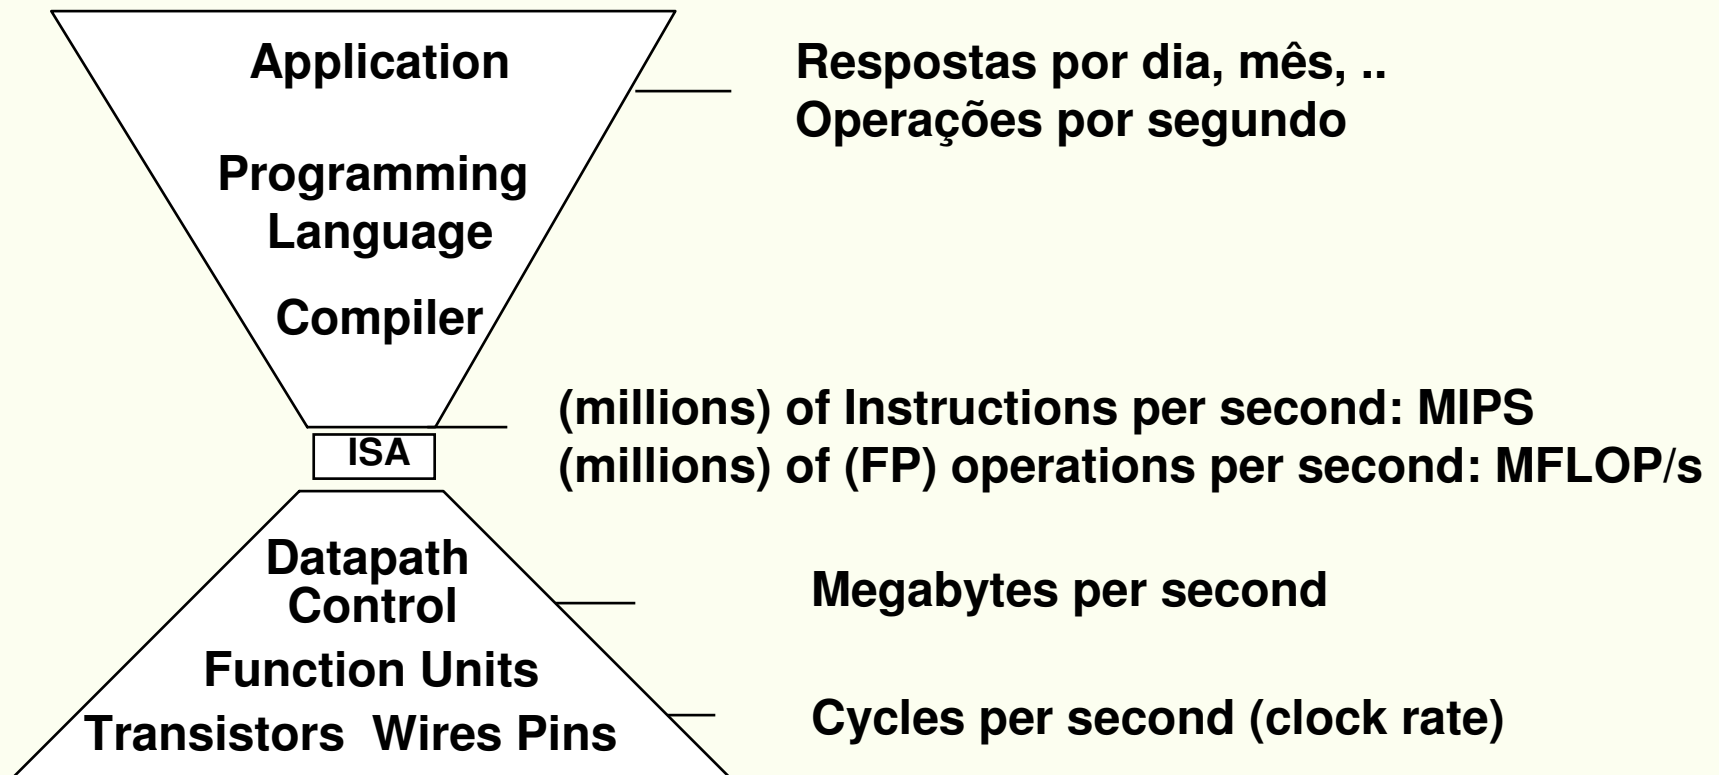 Application
Respostas por dia, mês, ..
Operações por segundo
Programming
Language
Compiler
(millions) of Instructions per second: MIPS
(millions) of (FP) operations per second: MFLOP/s
ISA
Datapath
Control
Megabytes per second
Function Units
Transistors Wires Pins
Cycles per second (clock rate)